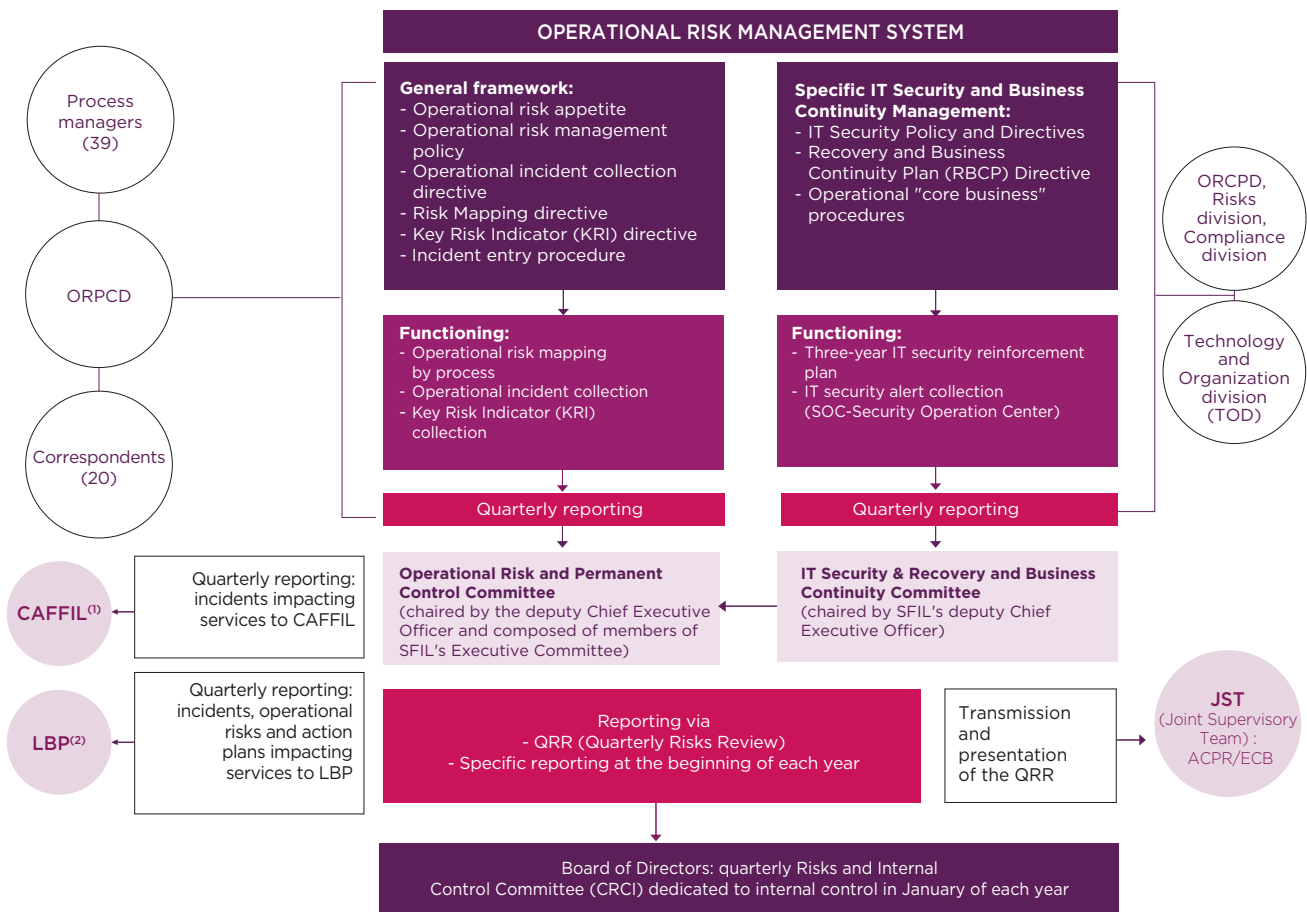 OPERATIONAL RISK MANAGEMENT SYSTEM
Process
managers
(39)
ORPCD
Correspondents
(20)
General framework:
- Operational risk appetite
- Operational risk management
policy
- Operational incident collection
directive
- Risk Mapping directive
- Key Risk Indicator (KRI) directive
- Incident entry procedure
Specific IT Security and Business
Continuity Management:
- IT Security Policy and Directives
- Recovery and Business
Continuity Plan (RBCP) Directive
- Operational "core business"
procedures
ORCPD,
Risks
division,
Compliance
division
Technology
and
Organization
division
(TOD)
Functioning:
- Operational risk mapping
by process
- Operational incident collection
- Key Risk Indicator (KRI)
collection
Functioning:
- Three-year IT security reinforcement
plan
- IT security alert collection
(SOC-Security Operation Center)
Quarterly reporting
Quarterly reporting
CAFFIL(1)
Quarterly reporting:
incidents impacting
services to CAFFIL
Operational Risk and Permanent
Control Committee
(chaired by the deputy Chief Executive
Officer and composed of members of
SFIL's Executive Committee)
IT Security & Recovery and Business
Continuity Committee
(chaired by SFIL's deputy Chief
Executive Officer)
LBP(2)
Quarterly reporting:
incidents, operational
risks and action
plans impacting
services to LBP
Reporting via
- QRR (Quarterly Risks Review)
- Specific reporting at the beginning of each year
Transmission
and
presentation
of the QRR
JST
(Joint Supervisory
Team) :
ACPR/ECB
Board of Directors: quarterly Risks and Internal
Control Committee (CRCI) dedicated to internal control in January of each year